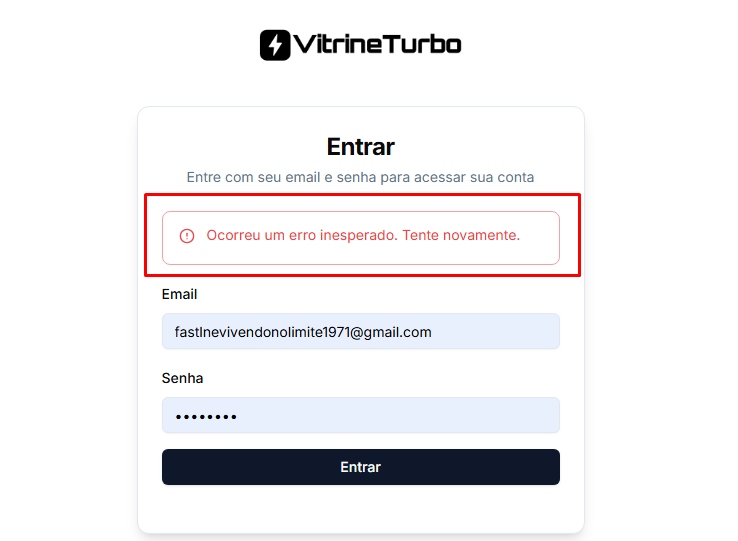 VitrineTurbo
Entrar
Entre com seu email e senha para acessar sua conta
Ocorreu um erro inesperado. Tente novamente.
Email
fastlnevivendonolimite1971@gmail.com
Senha
••••••••
Entrar